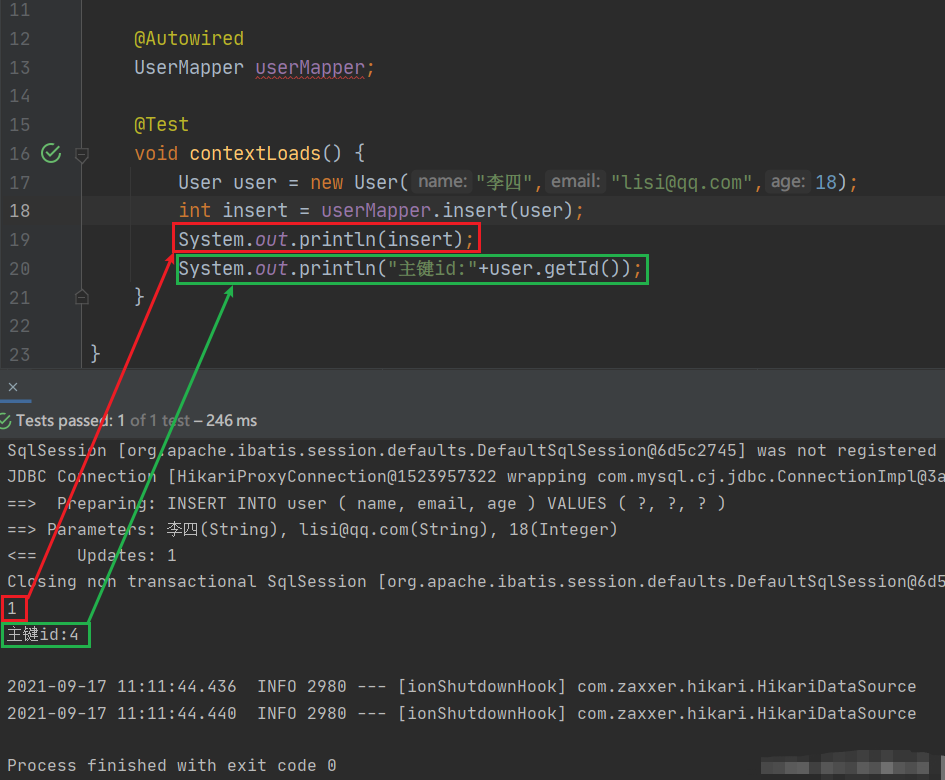 11
12 @Autowired
13 UserMapper userMapper;
14
15 @Test
16 void contextLoads() {
17 User user = new User( name: "李四", email: "lisi@qq.com", age: 18);
18 int insert = userMapper.insert(user);
19 System.out.println(insert);
20 System.out.println("主键id:"+user.getId());
21 }
22
23 }
×
Tests passed: 1 of 1 test – 246 ms
SqlSession [org.apache.ibatis.session.defaults.DefaultSqlSession@6d5c2745] was not registered
JDBC Connection [HikariProxyConnection@1523957322 wrapping com.mysql.cj.jdbc.ConnectionImpl@3a
==>  Preparing: INSERT INTO user ( name, email, age ) VALUES ( ?, ?, ? )
==> Parameters: 李四(String), lisi@qq.com(String), 18(Integer)
<==    Updates: 1
Closing non transactional SqlSession [org.apache.ibatis.session.defaults.DefaultSqlSession@6d5
1
主键id:4
2021-09-17 11:11:44.436  INFO 2980 --- [ionShutdownHook] com.zaxxer.hikari.HikariDataSource
2021-09-17 11:11:44.440  INFO 2980 --- [ionShutdownHook] com.zaxxer.hikari.HikariDataSource
Process finished with exit code 0